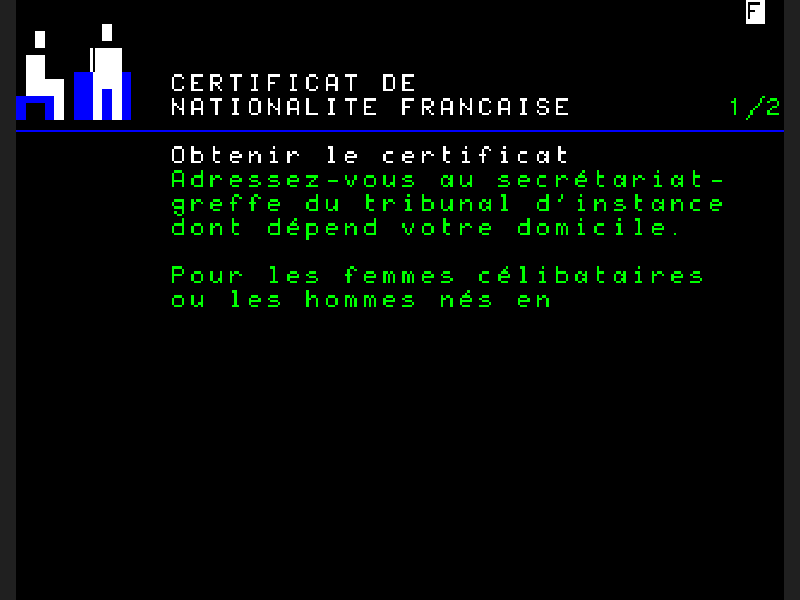 F
CERTIFICAT DE
NATIONALITE FRANCAISE 1/2
Obtenir le certificat
Adressez-vous au secrétariat-
greffe du tribunal d'instance
dont dépend votre domicile.
Pour les femmes célibataires
ou les hommes nés en